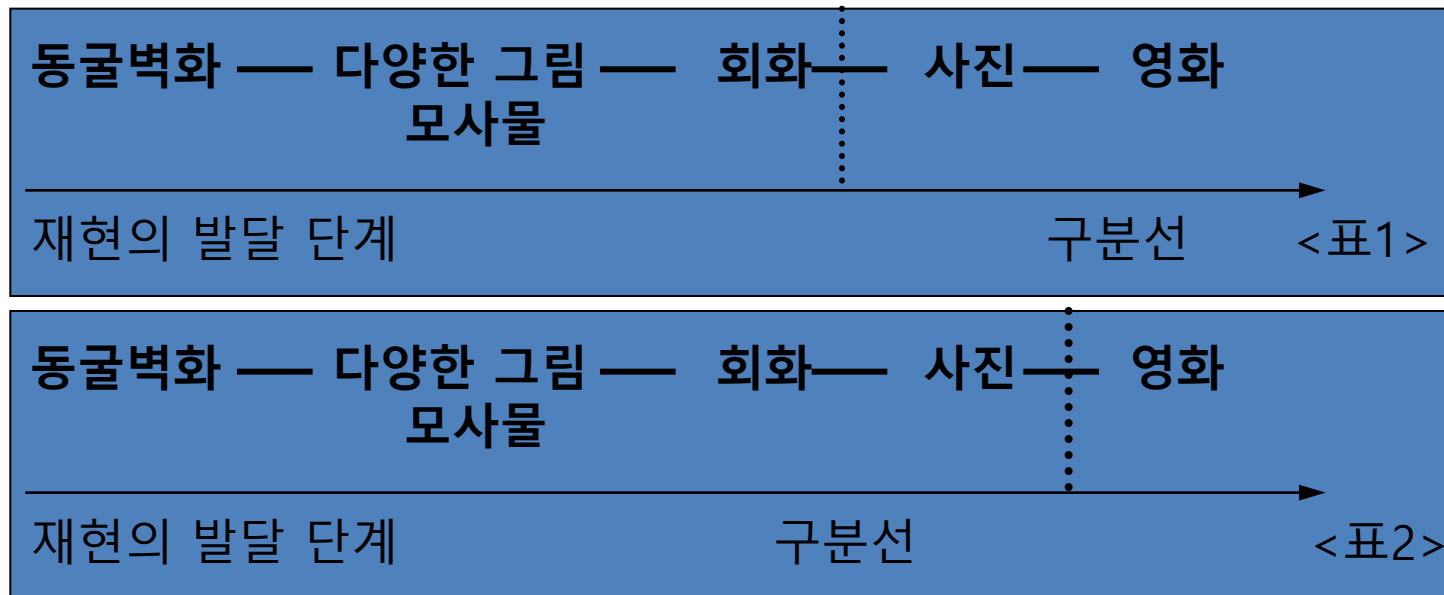 동굴벽화 — 다양한 그림 — 회화 — 사진 — 영화
모사물
재현의 발달 단계 구분선 <표1>
동굴벽화 — 다양한 그림 — 회화 — 사진 — 영화
모사물
재현의 발달 단계 구분선 <표2>